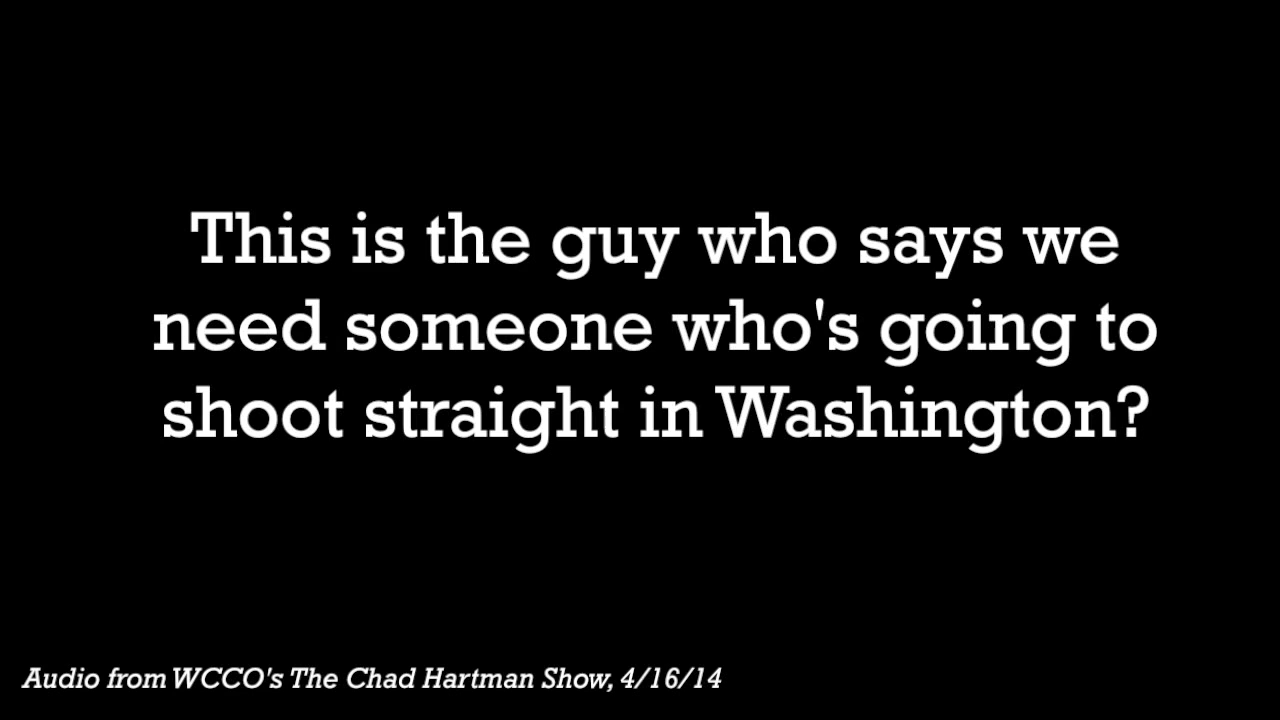 This is the guy who says we
need someone who's going to
shoot straight in Washington?
Audio from WCCO's The Chad Hartman Show, 4/16/14